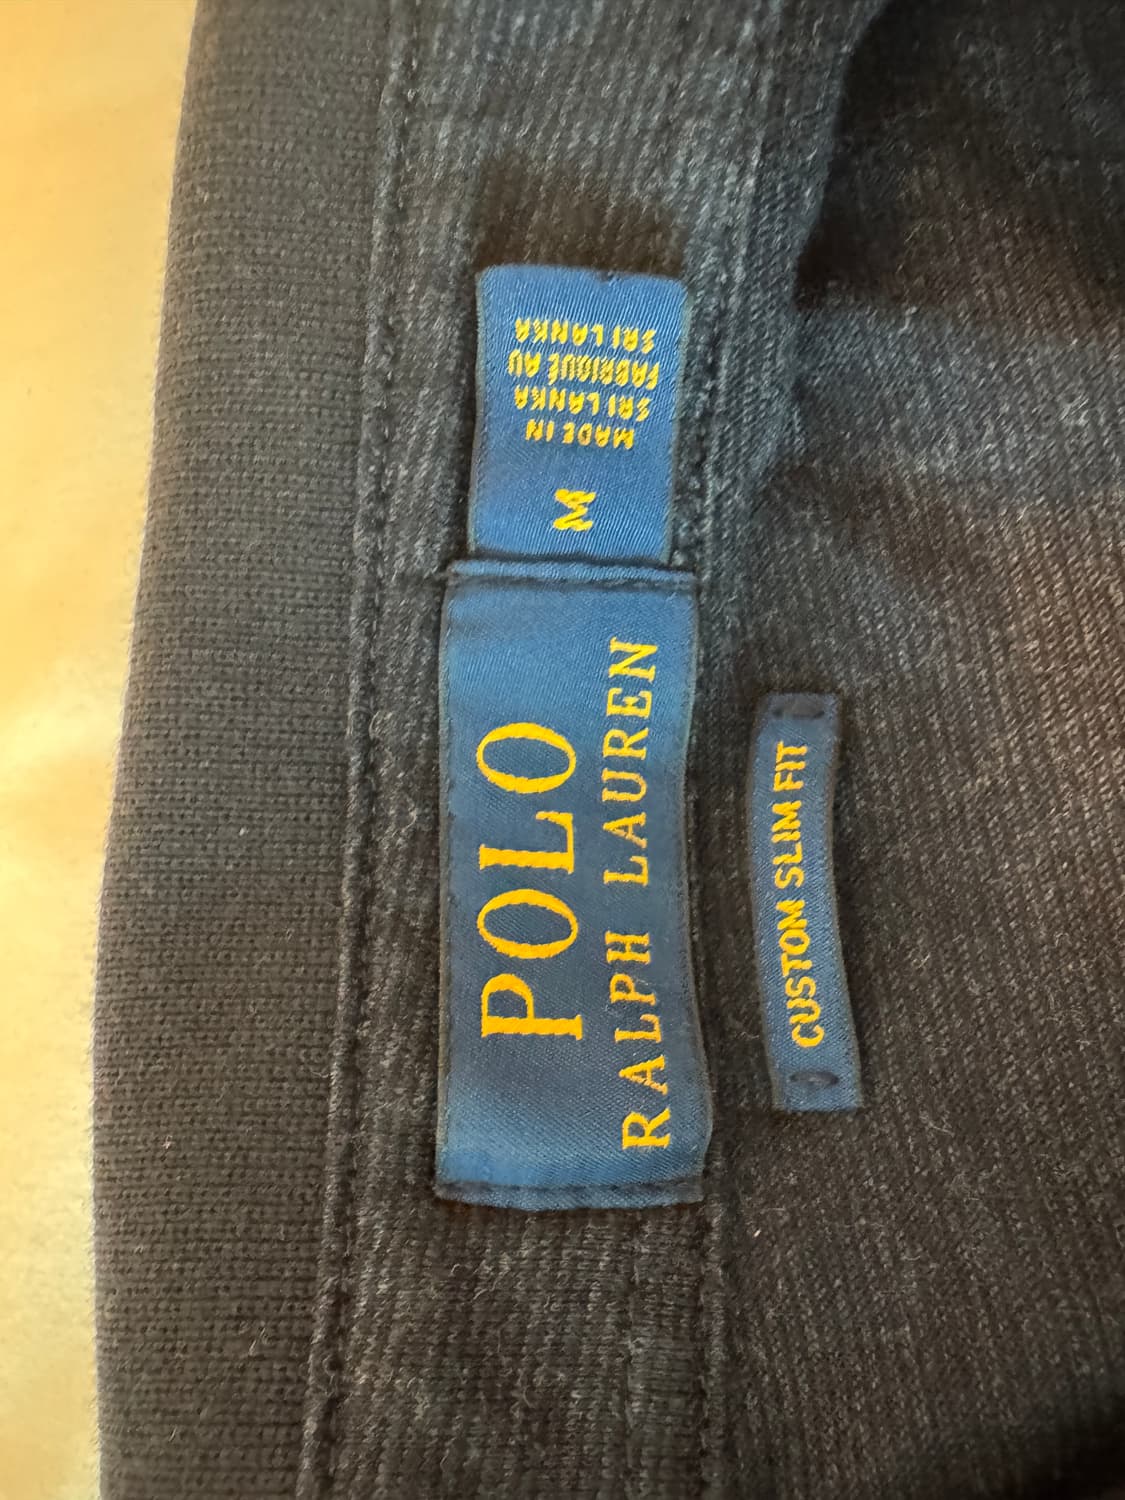 POLO
RALPH LAUREN
M
MADE IN
SRI LANKA
FABRIQUÉ AU
SRI LANKA
CUSTOM SLIM FIT